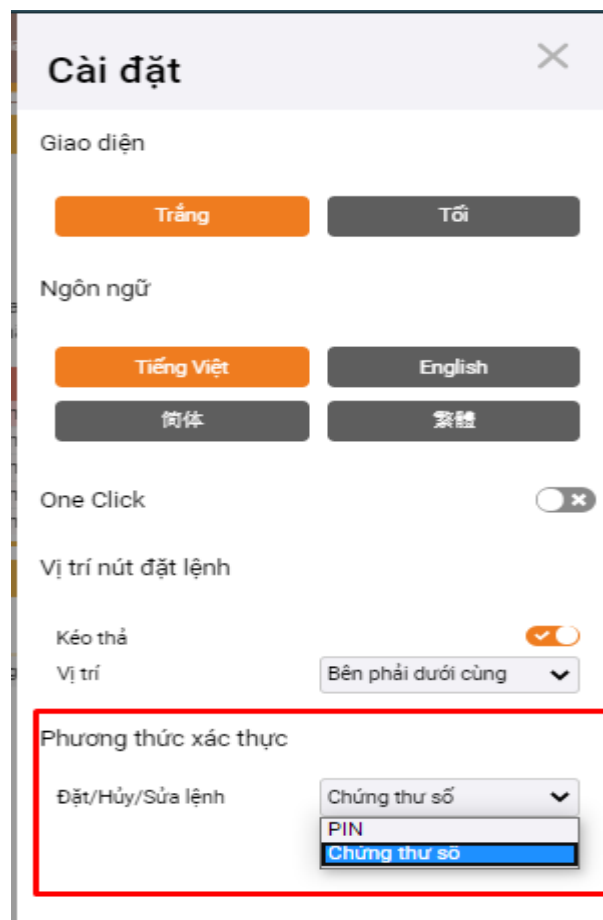 Cài đặt
Giao diện
Trắng Tối
Ngôn ngữ
Tiếng Việt English
简体 繁體
One Click
Vị trí nút đặt lệnh
Kéo thả
Vị trí Bên phải dưới cùng
Phương thức xác thực
Đặt/Hủy/Sửa lệnh Chứng thư số
PIN
Chứng thư số